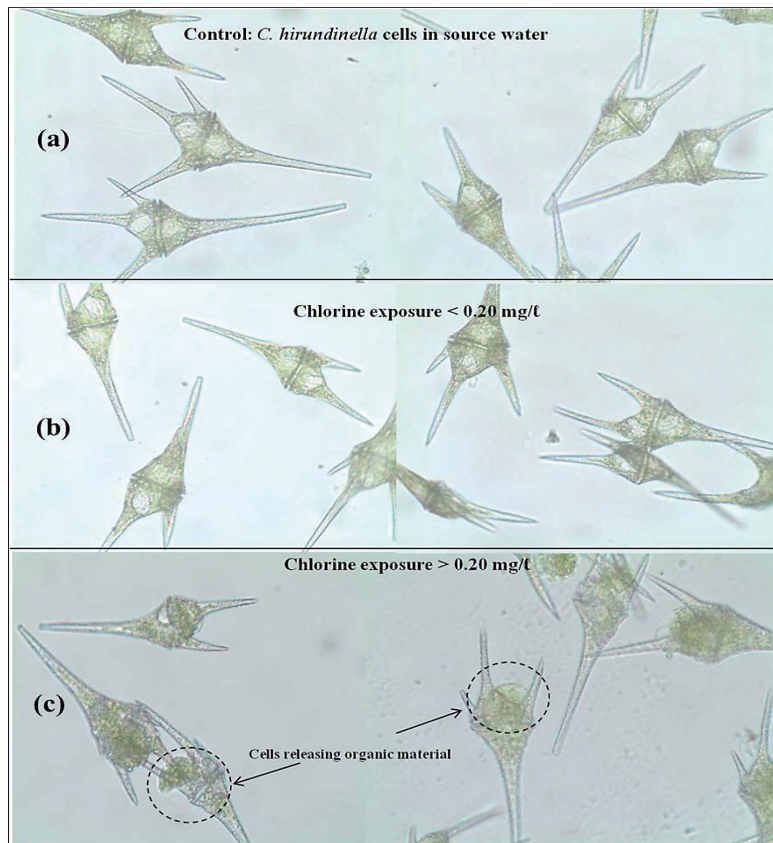 Control: C. hirundinella cells in source water
(a)
Chlorine exposure < 0.20 mg/ℓ
(b)
Chlorine exposure > 0.20 mg/ℓ
(c)
Cells releasing organic material